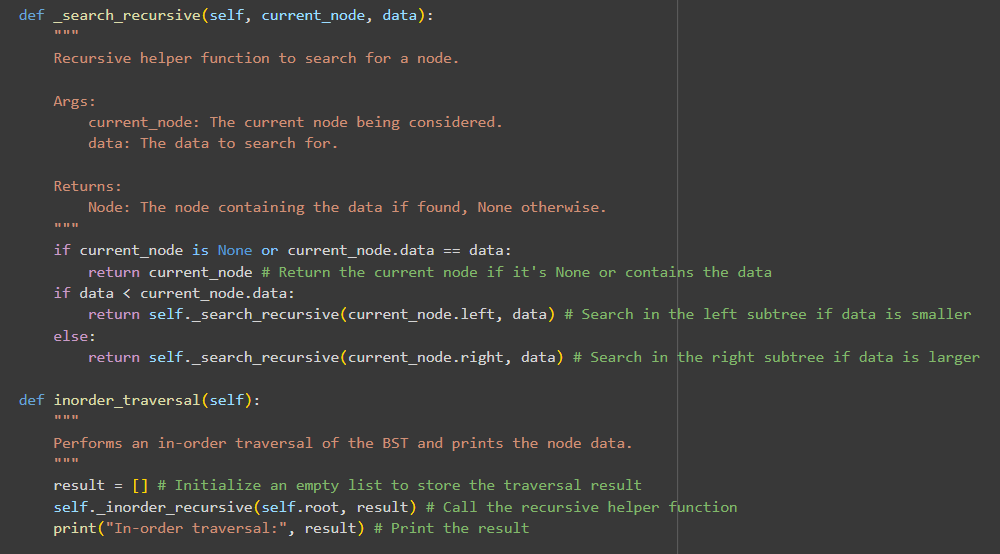 def _search_recursive(self, current_node, data):
    """
    Recursive helper function to search for a node.

    Args:
        current_node: The current node being considered.
        data: The data to search for.

    Returns:
        Node: The node containing the data if found, None otherwise.
    """
    if current_node is None or current_node.data == data:
        return current_node # Return the current node if it's None or contains the data
    if data < current_node.data:
        return self._search_recursive(current_node.left, data) # Search in the left subtree if data is smaller
    else:
        return self._search_recursive(current_node.right, data) # Search in the right subtree if data is larger

def inorder_traversal(self):
    """
    Performs an in-order traversal of the BST and prints the node data.
    """
    result = [] # Initialize an empty list to store the traversal result
    self._inorder_recursive(self.root, result) # Call the recursive helper function
    print("In-order traversal:", result) # Print the result